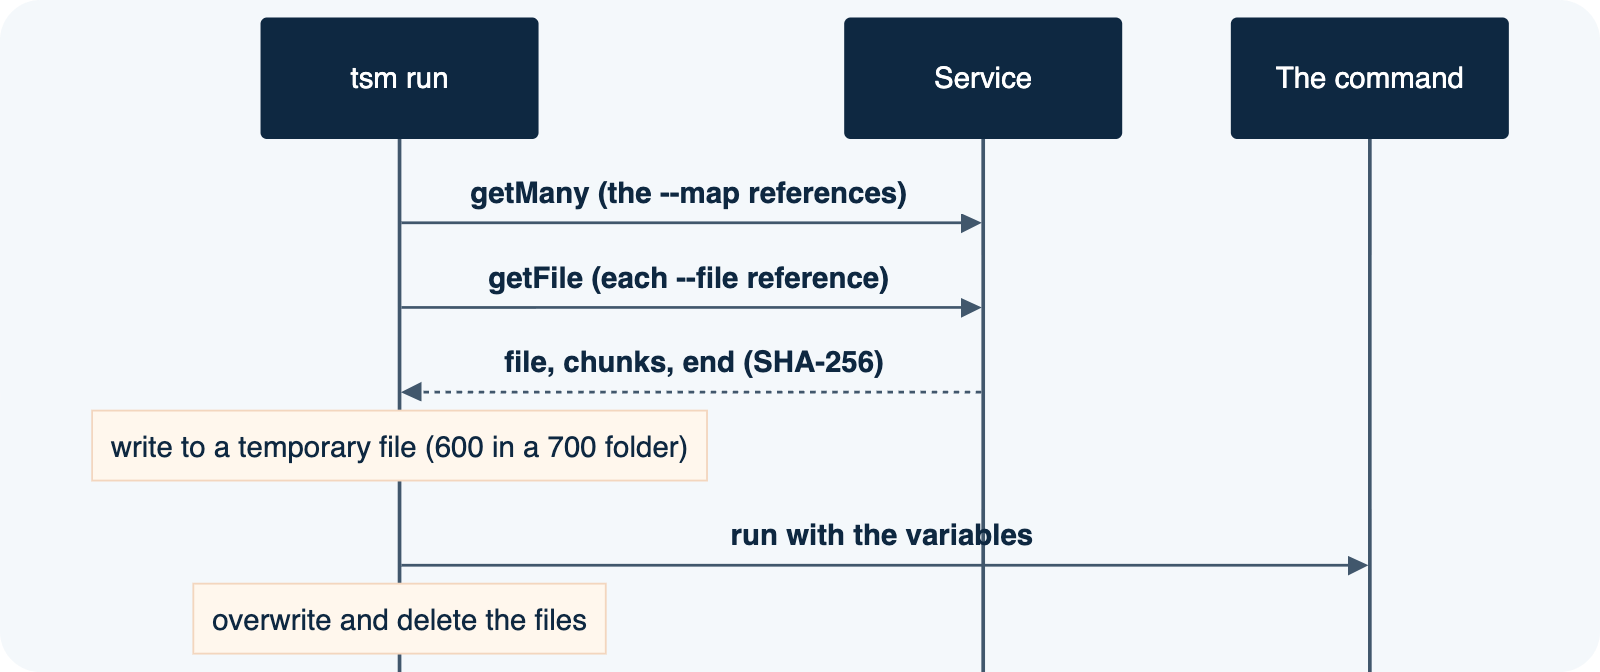 tsm run
Service
The command
getMany (the --map references)
getFile (each --file reference)
file, chunks, end (SHA-256)
write to a temporary file (600 in a 700 folder)
run with the variables
overwrite and delete the files